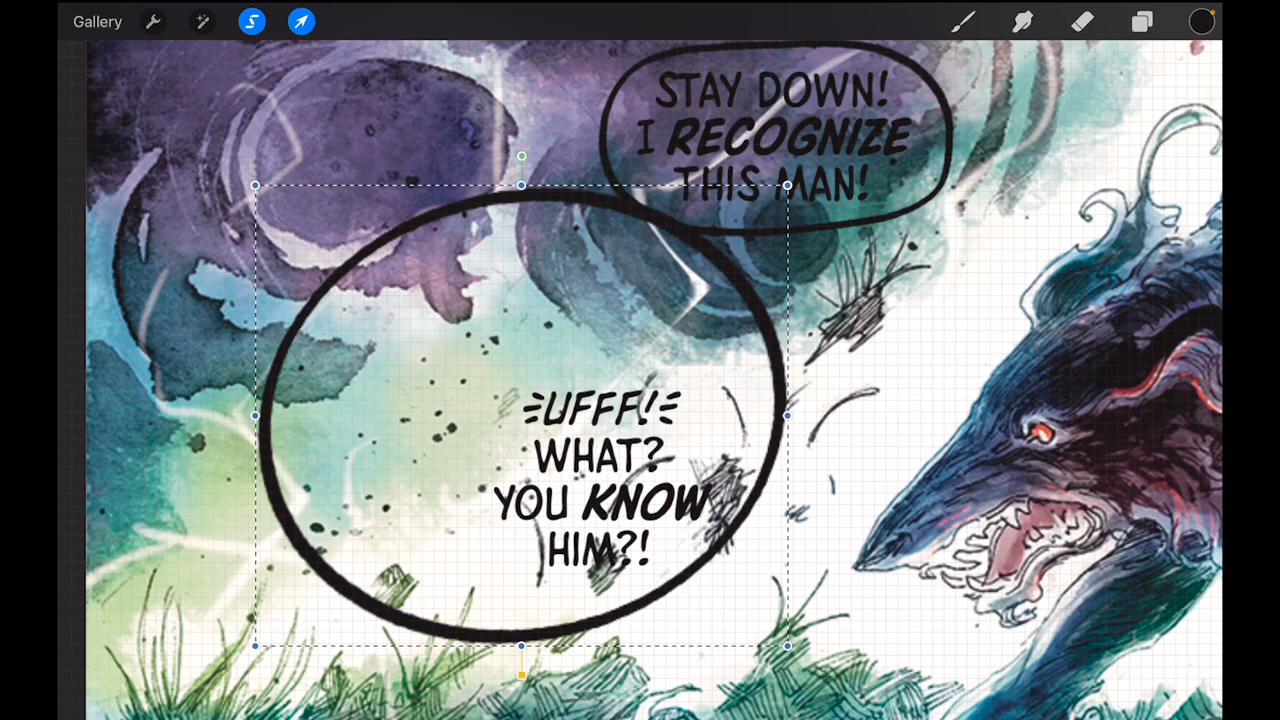 Gallery
STAY DOWN!
I RECOGNIZE
THIS MAN!
UFFF!
WHAT?
YOU KNOW
HIM?!